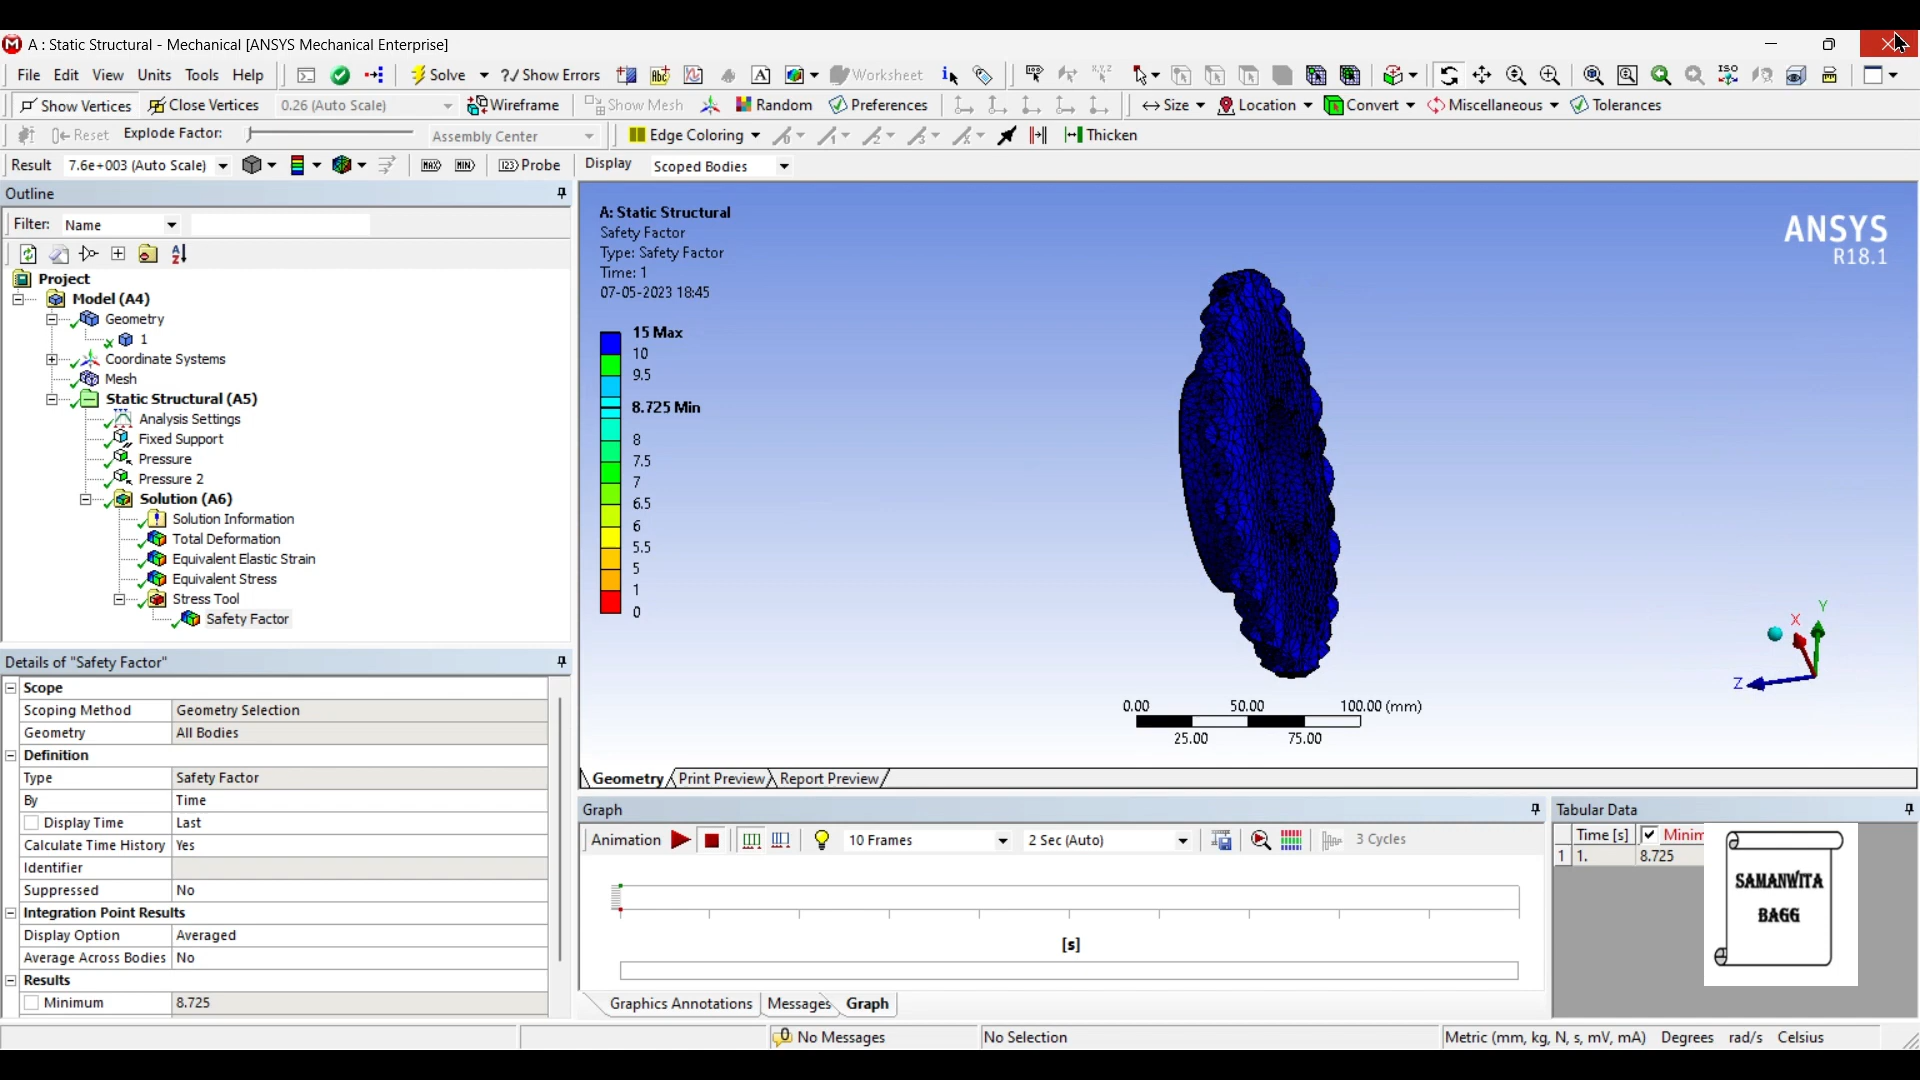 A : Static Structural - Mechanical [ANSYS Mechanical Enterprise]
File Edit View Units Tools Help Solve ?/ Show Errors Worksheet
Show Vertices Close Vertices 0.26 (Auto Scale) Wireframe Show Mesh Random Preferences Size Location Convert Miscellaneous Tolerances
Reset Explode Factor: Assembly Center Edge Coloring Thicken
Result 7.6e+003 (Auto Scale) MAX MIN Probe Display Scoped Bodies
Outline
Filter: Name
Project
Model (A4)
Geometry
1
Coordinate Systems
Mesh
Static Structural (A5)
Analysis Settings
Fixed Support
Pressure
Pressure 2
Solution (A6)
Solution Information
Total Deformation
Equivalent Elastic Strain
Equivalent Stress
Stress Tool
Safety Factor
Details of "Safety Factor"
Scope
Scoping Method Geometry Selection
Geometry All Bodies
Definition
Type Safety Factor
By Time
Display Time Last
Calculate Time History Yes
Identifier
Suppressed No
Integration Point Results
Display Option Averaged
Average Across Bodies No
Results
Minimum 8.725
A: Static Structural
Safety Factor
Type: Safety Factor
Time: 1
07-05-2023 18:45
15 Max
10
9.5
8.725 Min
8
7.5
7
6.5
6
5.5
5
1
0
ANSYS
R18.1
Y
X
Z
0.00 50.00 100.00 (mm)
25.00 75.00
Geometry Print Preview Report Preview
Graph
Animation 10 Frames 2 Sec (Auto) 3 Cycles
[s]
Graphics Annotations Messages Graph
Tabular Data
Time [s] Minim
1 1. 8.725
SAMANWITA
BAGG
No Messages No Selection Metric (mm, kg, N, s, mV, mA) Degrees rad/s Celsius